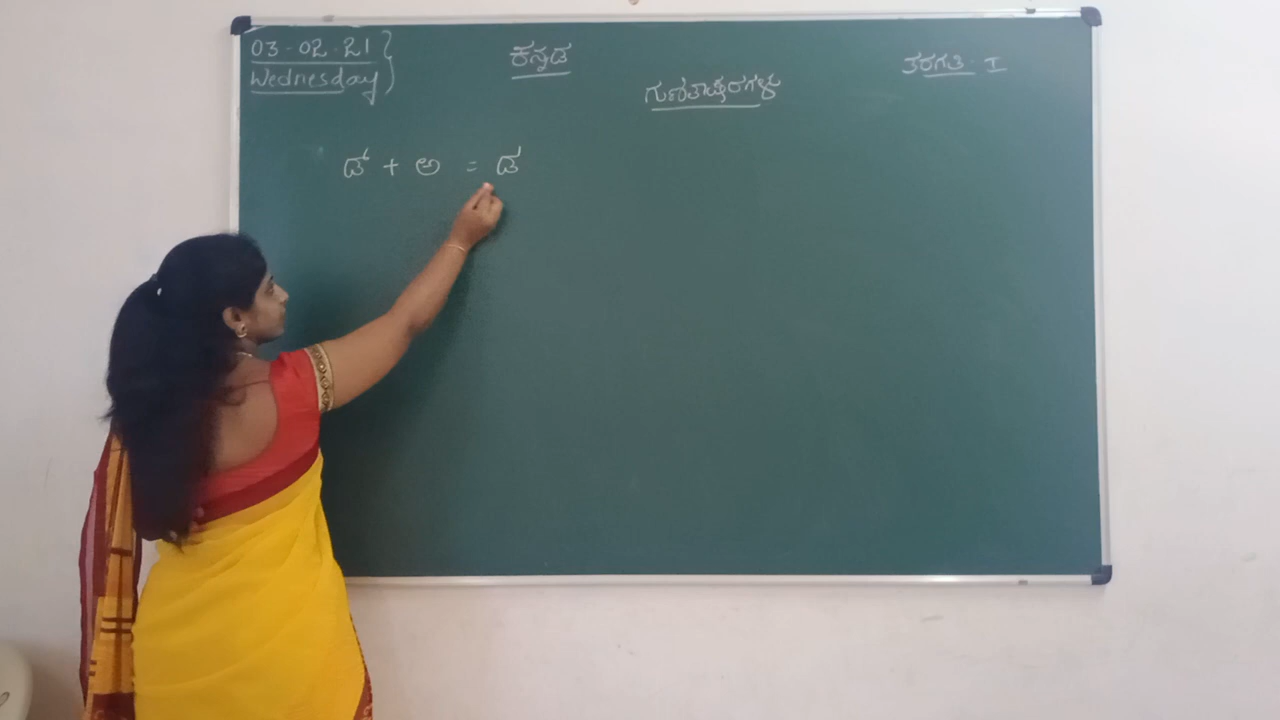 03-02-21
Wednesday
ಕನ್ನಡ
ತರಗತಿ - I
ಗುಣಿತಾಕ್ಷರಗಳು
ಡ್ + ಅ = ಡ